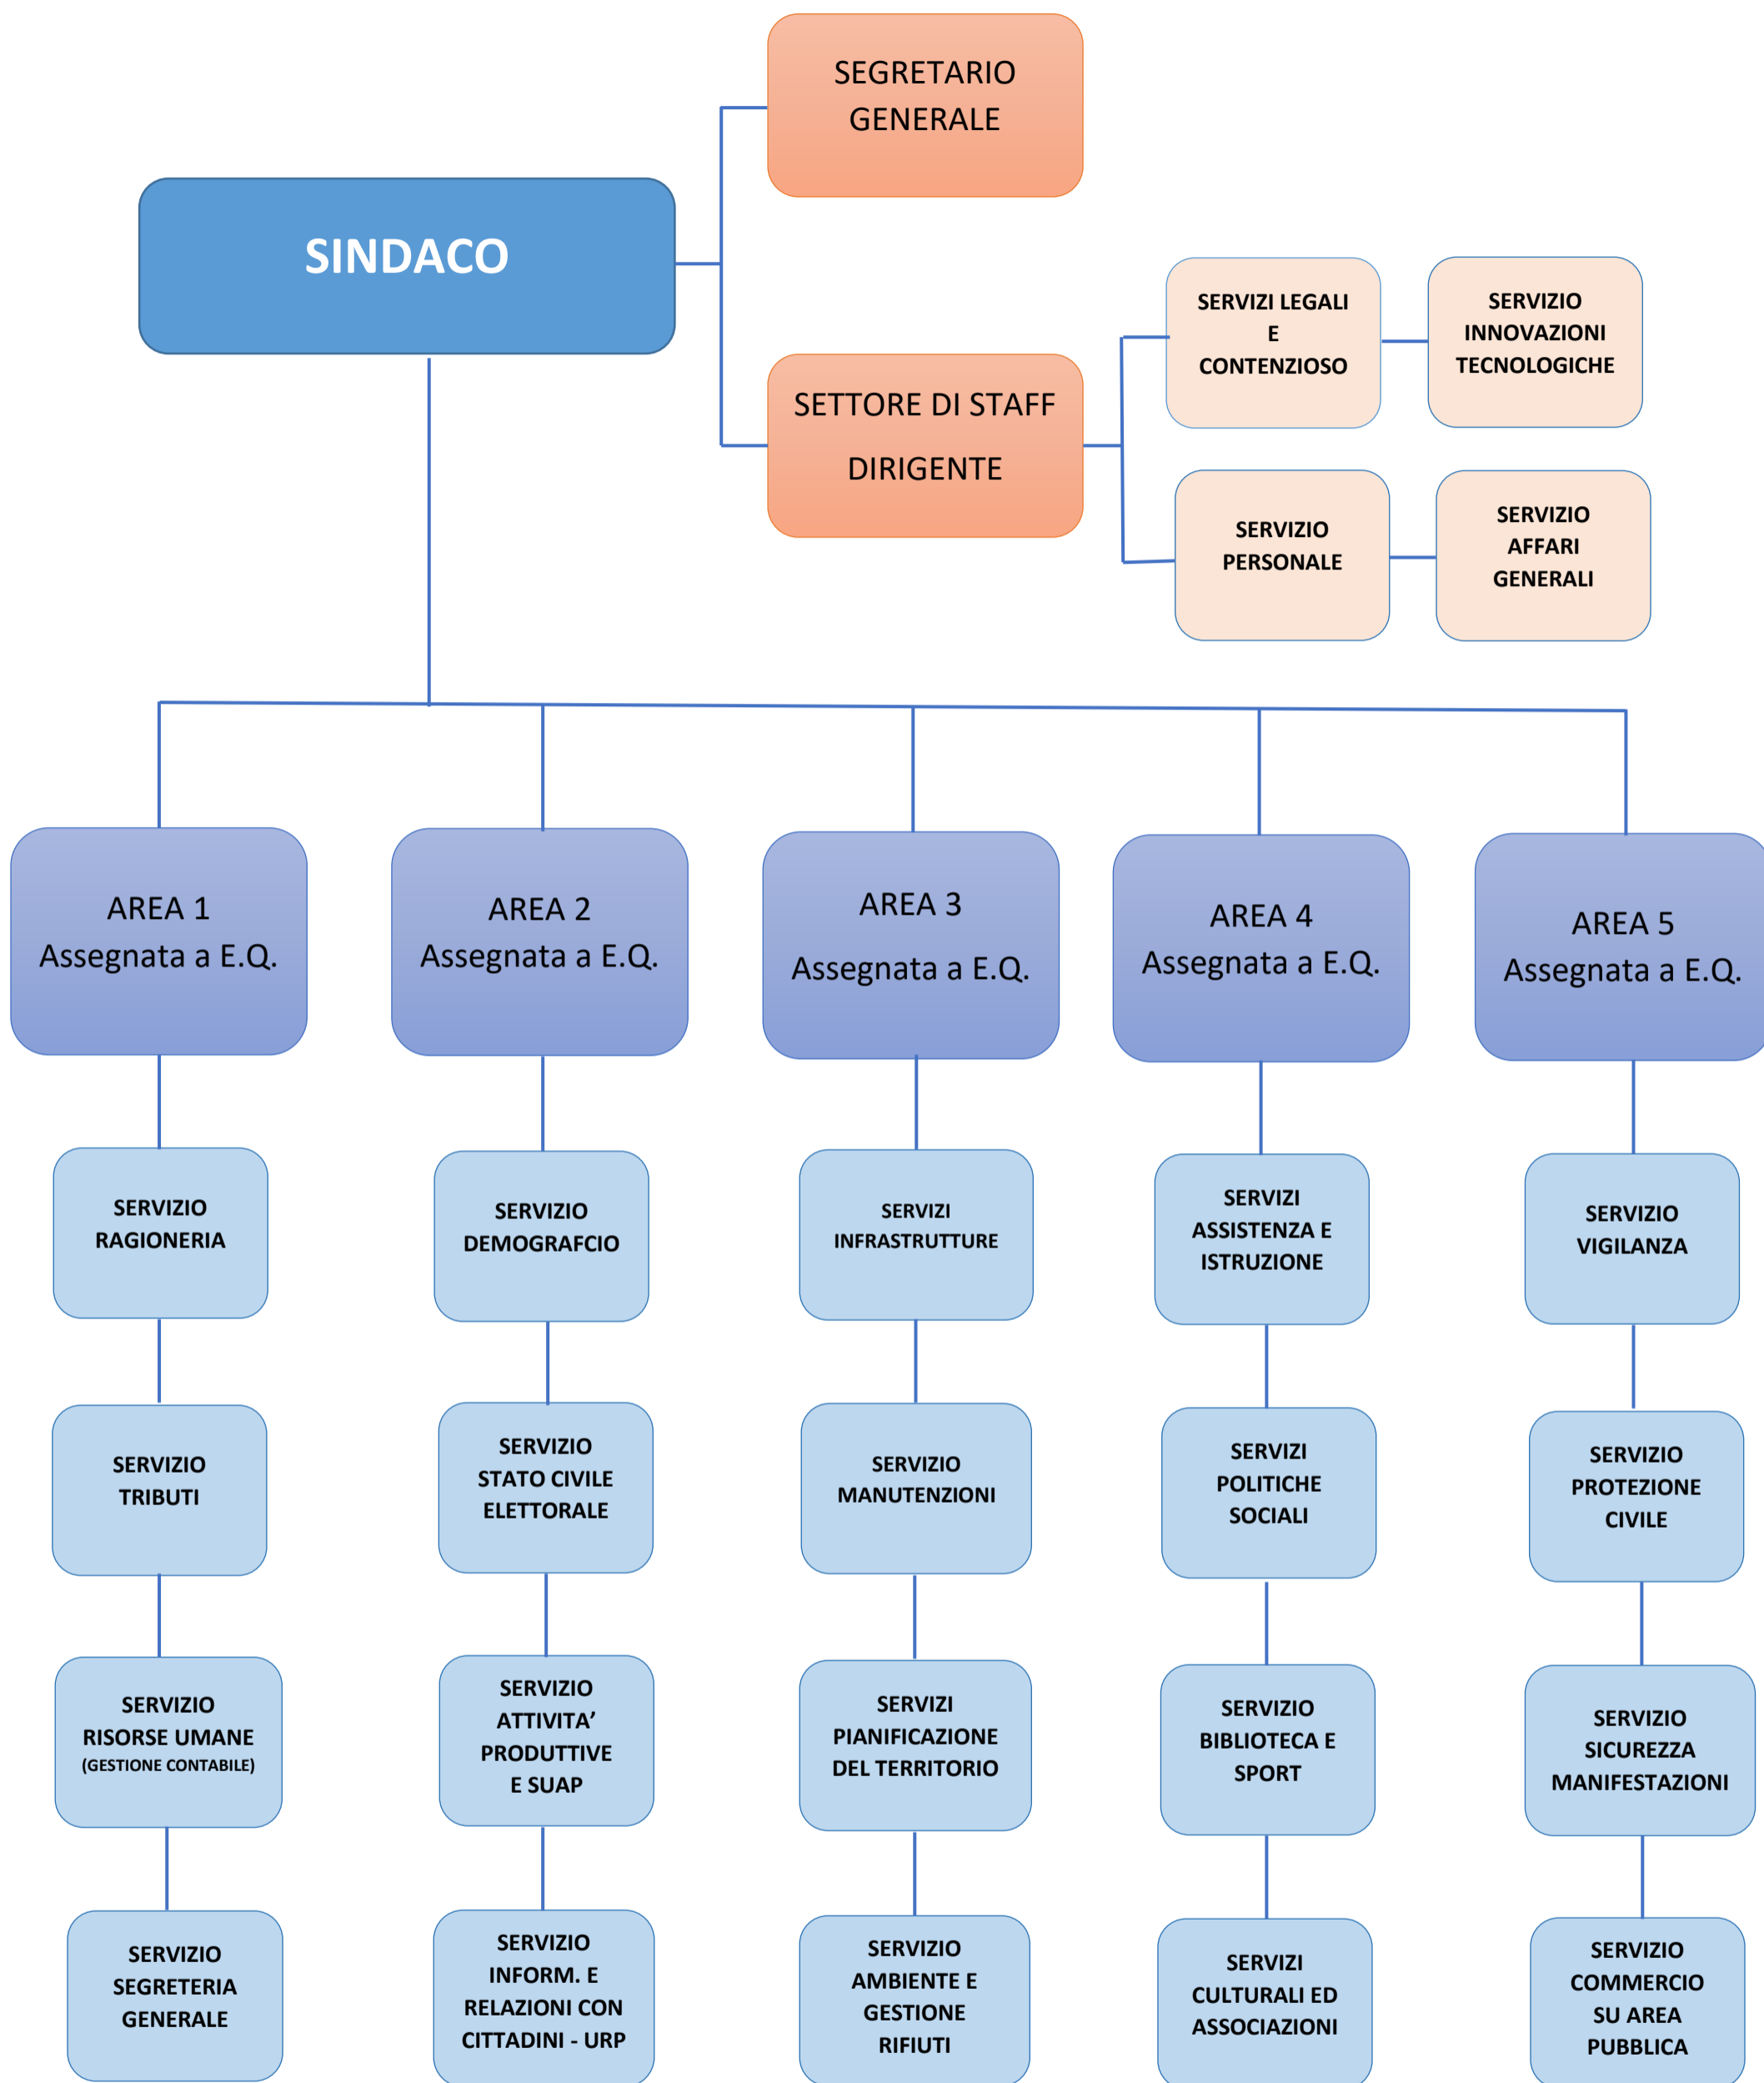 SEGRETARIO
GENERALE
SINDACO
SERVIZI LEGALI
E
CONTENZIOSO
SERVIZIO
INNOVAZIONI
TECNOLOGICHE
SETTORE DI STAFF
DIRIGENTE
SERVIZIO
PERSONALE
SERVIZIO
AFFARI
GENERALI
AREA 1
Assegnata a E.Q.
AREA 2
Assegnata a E.Q.
AREA 3
Assegnata a E.Q.
AREA 4
Assegnata a E.Q.
AREA 5
Assegnata a E.Q.
SERVIZIO
RAGIONERIA
SERVIZIO
DEMOGRAFCIO
SERVIZI
INFRASTRUTTURE
SERVIZI
ASSISTENZA E
ISTRUZIONE
SERVIZIO
VIGILANZA
SERVIZIO
TRIBUTI
SERVIZIO
STATO CIVILE
ELETTORALE
SERVIZIO
MANUTENZIONI
SERVIZI
POLITICHE
SOCIALI
SERVIZIO
PROTEZIONE
CIVILE
SERVIZIO
RISORSE UMANE
(GESTIONE CONTABILE)
SERVIZIO
ATTIVITA’
PRODUTTIVE
E SUAP
SERVIZI
PIANIFICAZIONE
DEL TERRITORIO
SERVIZIO
BIBLIOTECA E
SPORT
SERVIZIO
SICUREZZA
MANIFESTAZIONI
SERVIZIO
SEGRETERIA
GENERALE
SERVIZIO
INFORM. E
RELAZIONI CON
CITTADINI - URP
SERVIZIO
AMBIENTE E
GESTIONE
RIFIUTI
SERVIZI
CULTURALI ED
ASSOCIAZIONI
SERVIZIO
COMMERCIO
SU AREA
PUBBLICA